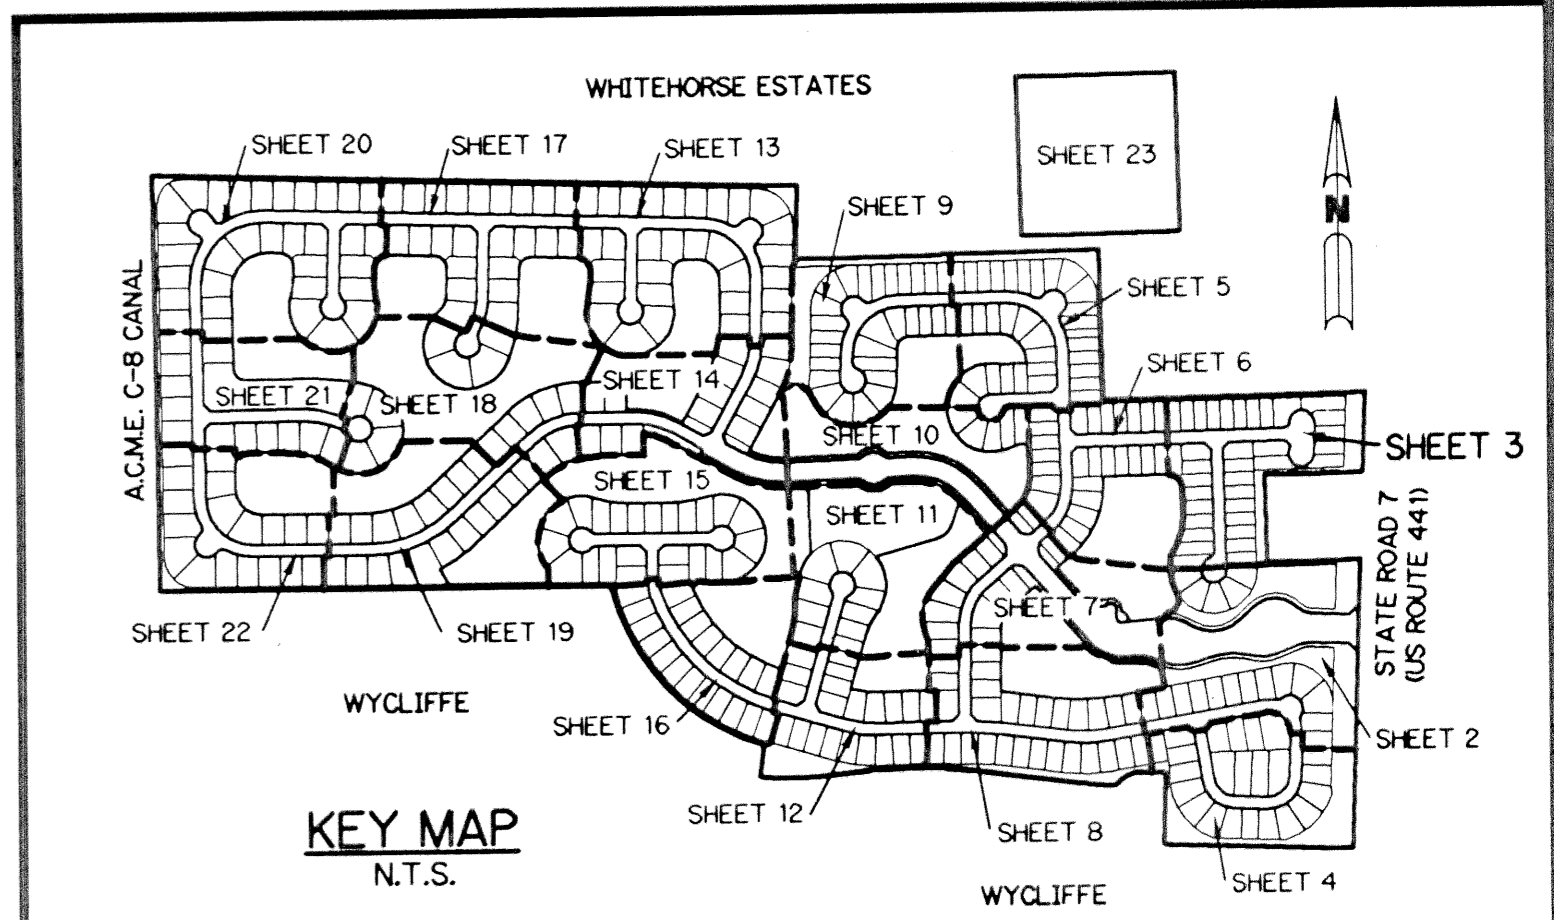 WHITEHORSE ESTATES
SHEET 23
SHEET 20
SHEET 17
SHEET 13
SHEET 9
N
SHEET 5
A.C.M.E. C-8 CANAL
SHEET 6
SHEET 21
SHEET 18
SHEET 14
SHEET 10
SHEET 3
SHEET 15
SHEET 11
STATE ROAD 7
(US ROUTE 441)
SHEET 7
SHEET 22
SHEET 19
WYCLIFFE
SHEET 16
SHEET 2
SHEET 12
SHEET 8
KEY MAP
N.T.S.
SHEET 4
WYCLIFFE